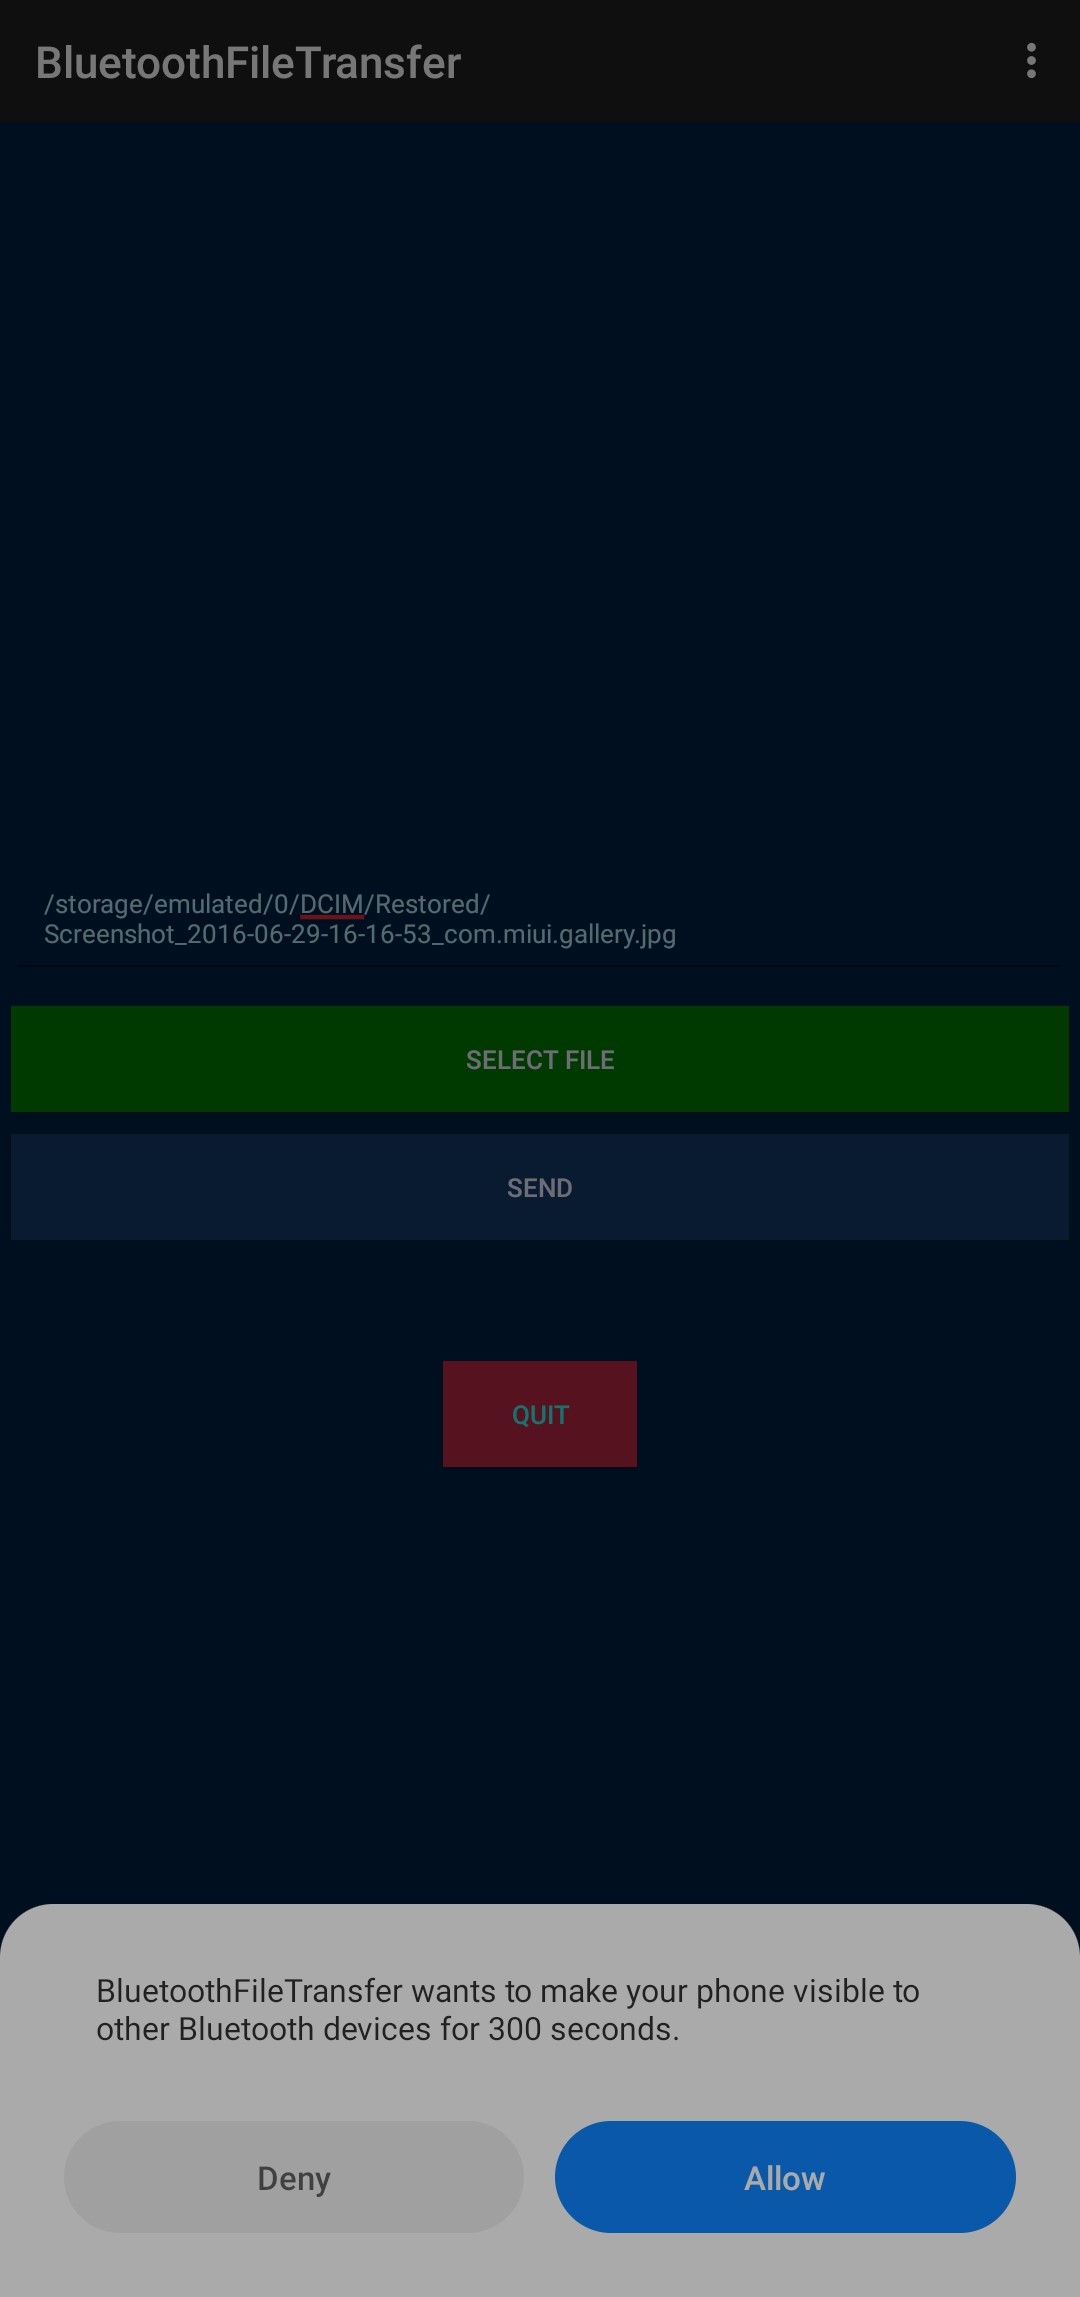 BluetoothFileTransfer
/storage/emulated/0/DCIM/Restored/
Screenshot_2016-06-29-16-16-53_com.miui.gallery.jpg
SELECT FILE
SEND
QUIT
BluetoothFileTransfer wants to make your phone visible to
other Bluetooth devices for 300 seconds.
Deny
Allow